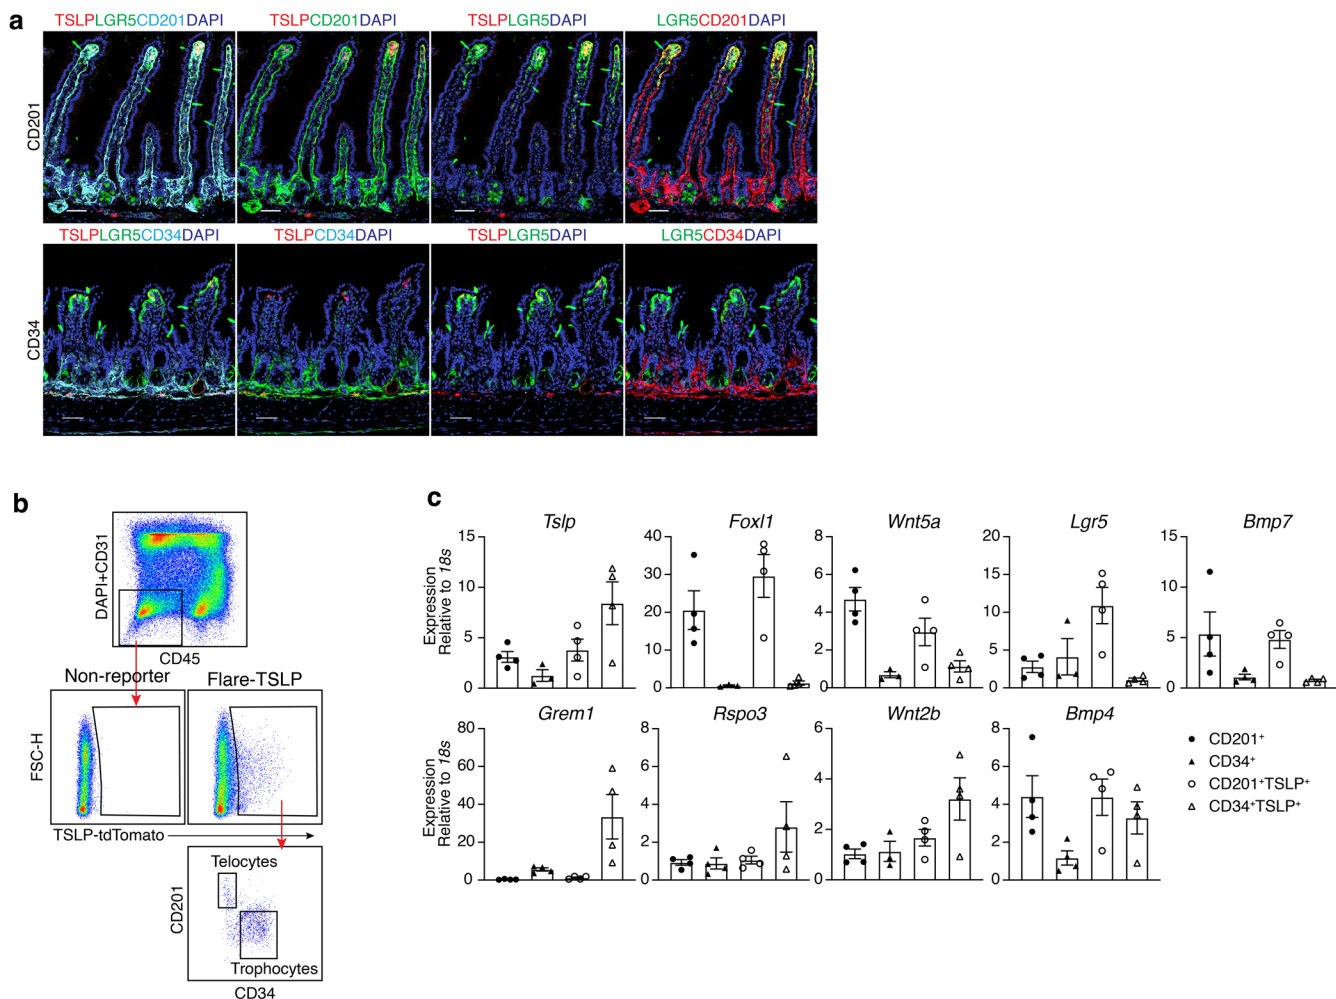 a
TSLPLGR5CD201DAPI
TSLPCD201DAPI
TSLPLGR5DAPI
LGR5CD201DAPI
CD201
TSLPLGR5CD34DAPI
TSLPCD34DAPI
TSLPLGR5DAPI
LGR5CD34DAPI
CD34
b
DAPI+CD31
CD45
Non-reporter
Flare-TSLP
FSC-H
TSLP-tdTomato
Telocytes
CD201
Trophocytes
CD34
c
Tslp
Foxl1
Wnt5a
Lgr5
Bmp7
Expression
Relative to 18s
15
10
5
0
40
30
20
10
0
8
6
4
2
0
20
15
10
5
0
15
10
5
0
Grem1
Rspo3
Wnt2b
Bmp4
Expression
Relative to 18s
80
60
40
20
0
8
6
4
2
0
6
4
2
0
8
6
4
2
0
CD201+
CD34+
CD201+TSLP+
CD34+TSLP+